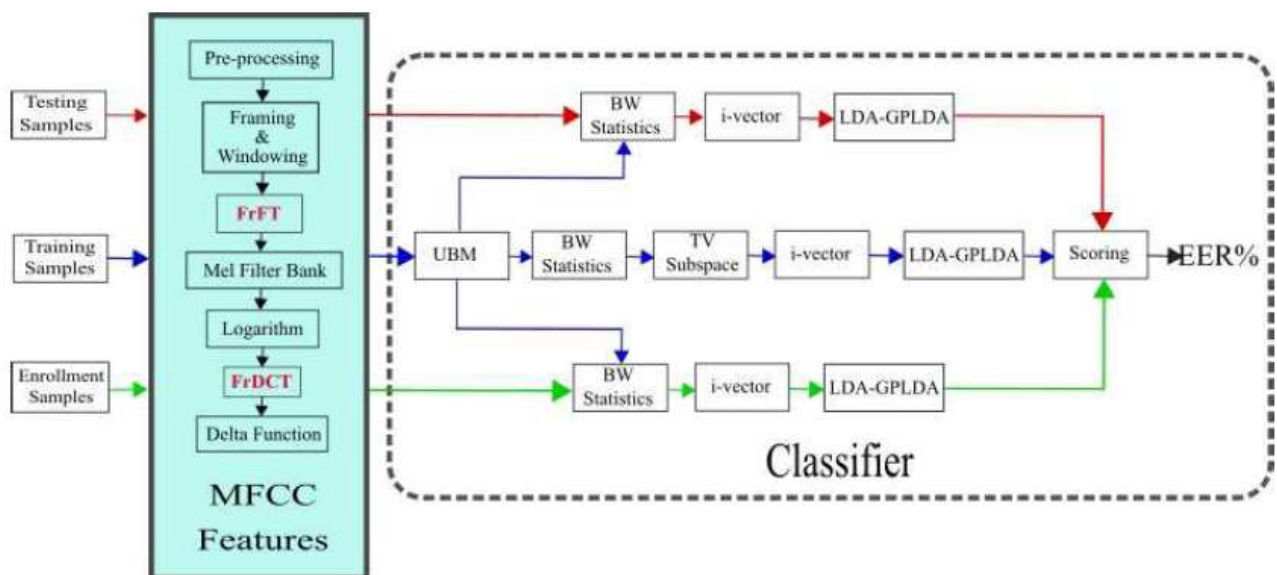 Testing
Samples
Training
Samples
Enrollment
Samples
Pre-processing
Framing
&
Windowing
FrFT
Mel Filter Bank
Logarithm
FrDCT
Delta Function
MFCC
Features
BW
Statistics
i-vector
LDA-GPLDA
UBM
BW
Statistics
TV
Subspace
i-vector
LDA-GPLDA
Scoring
EER%
BW
Statistics
i-vector
LDA-GPLDA
Classifier